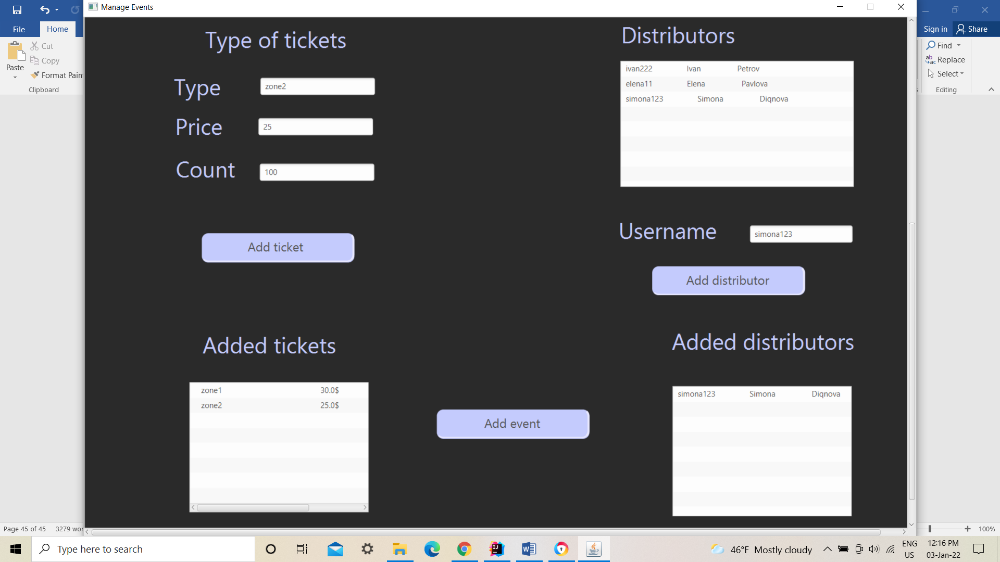 Manage Events
File
Home
Sign in
Share
Cut
Copy
Format Pain
Paste
Clipboard
Find
Replace
Select
Editing
Type of tickets
Type
zone2
Price
25
Count
100
Add ticket
Distributors
ivan222 Ivan Petrov
elena11 Elena Pavlova
simona123 Simona Diqnova
Username
simona123
Add distributor
Added tickets
zone1 30.0$
zone2 25.0$
Add event
Added distributors
simona123 Simona Diqnova
Page 45 of 45
3279 wor
100%
Type here to search
46°F Mostly cloudy
ENG
US
12:16 PM
03-Jan-22